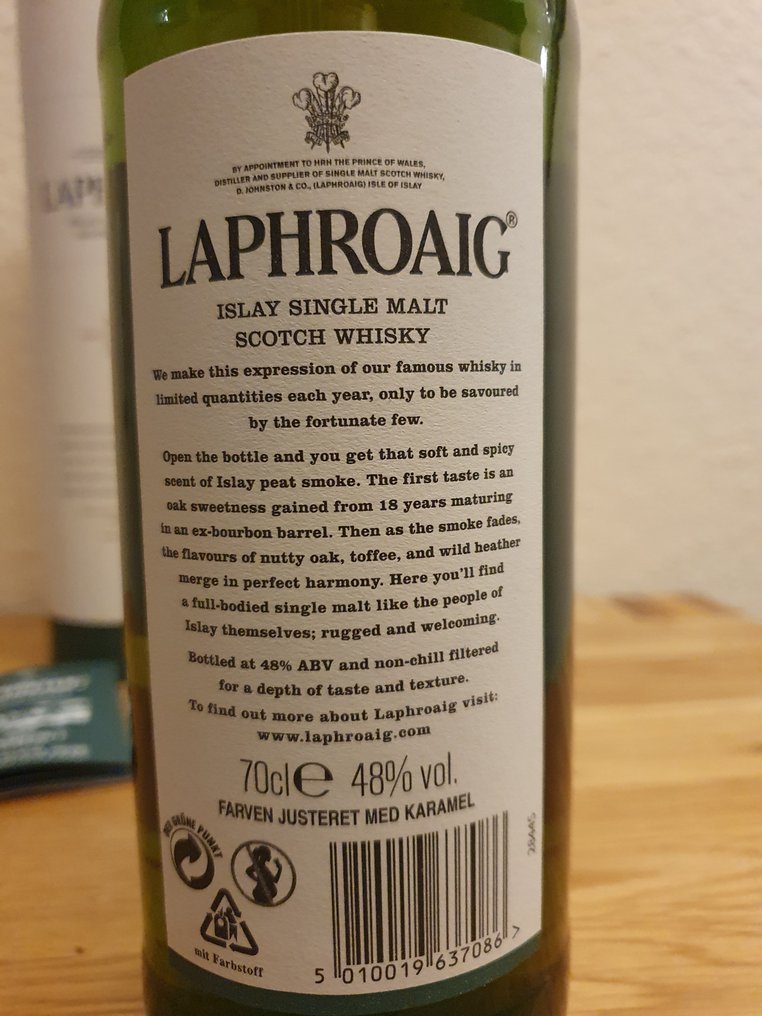 BY APPOINTMENT TO HRH THE PRINCE OF WALES,
DISTILLER AND SUPPLIER OF SINGLE MALT SCOTCH WHISKY,
D. JOHNSTON & CO., (LAPHROAIG) ISLE OF ISLAY
LAPHROAIG®
ISLAY SINGLE MALT
SCOTCH WHISKY
We make this expression of our famous whisky in
limited quantities each year, only to be savoured
by the fortunate few.
Open the bottle and you get that soft and spicy
scent of Islay peat smoke. The first taste is an
oak sweetness gained from 18 years maturing
in an ex-bourbon barrel. Then as the smoke fades,
the flavours of nutty oak, toffee, and wild heather
merge in perfect harmony. Here you'll find
a full-bodied single malt like the people of
Islay themselves; rugged and welcoming.
Bottled at 48% ABV and non-chill filtered
for a depth of taste and texture.
To find out more about Laphroaig visit:
www.laphroaig.com
70cl e 48% vol.
FARVEN JUSTERET MED KARAMEL
DER GRÜNE PUNKT
mit Farbstoff
28445
5 010019 637086 >